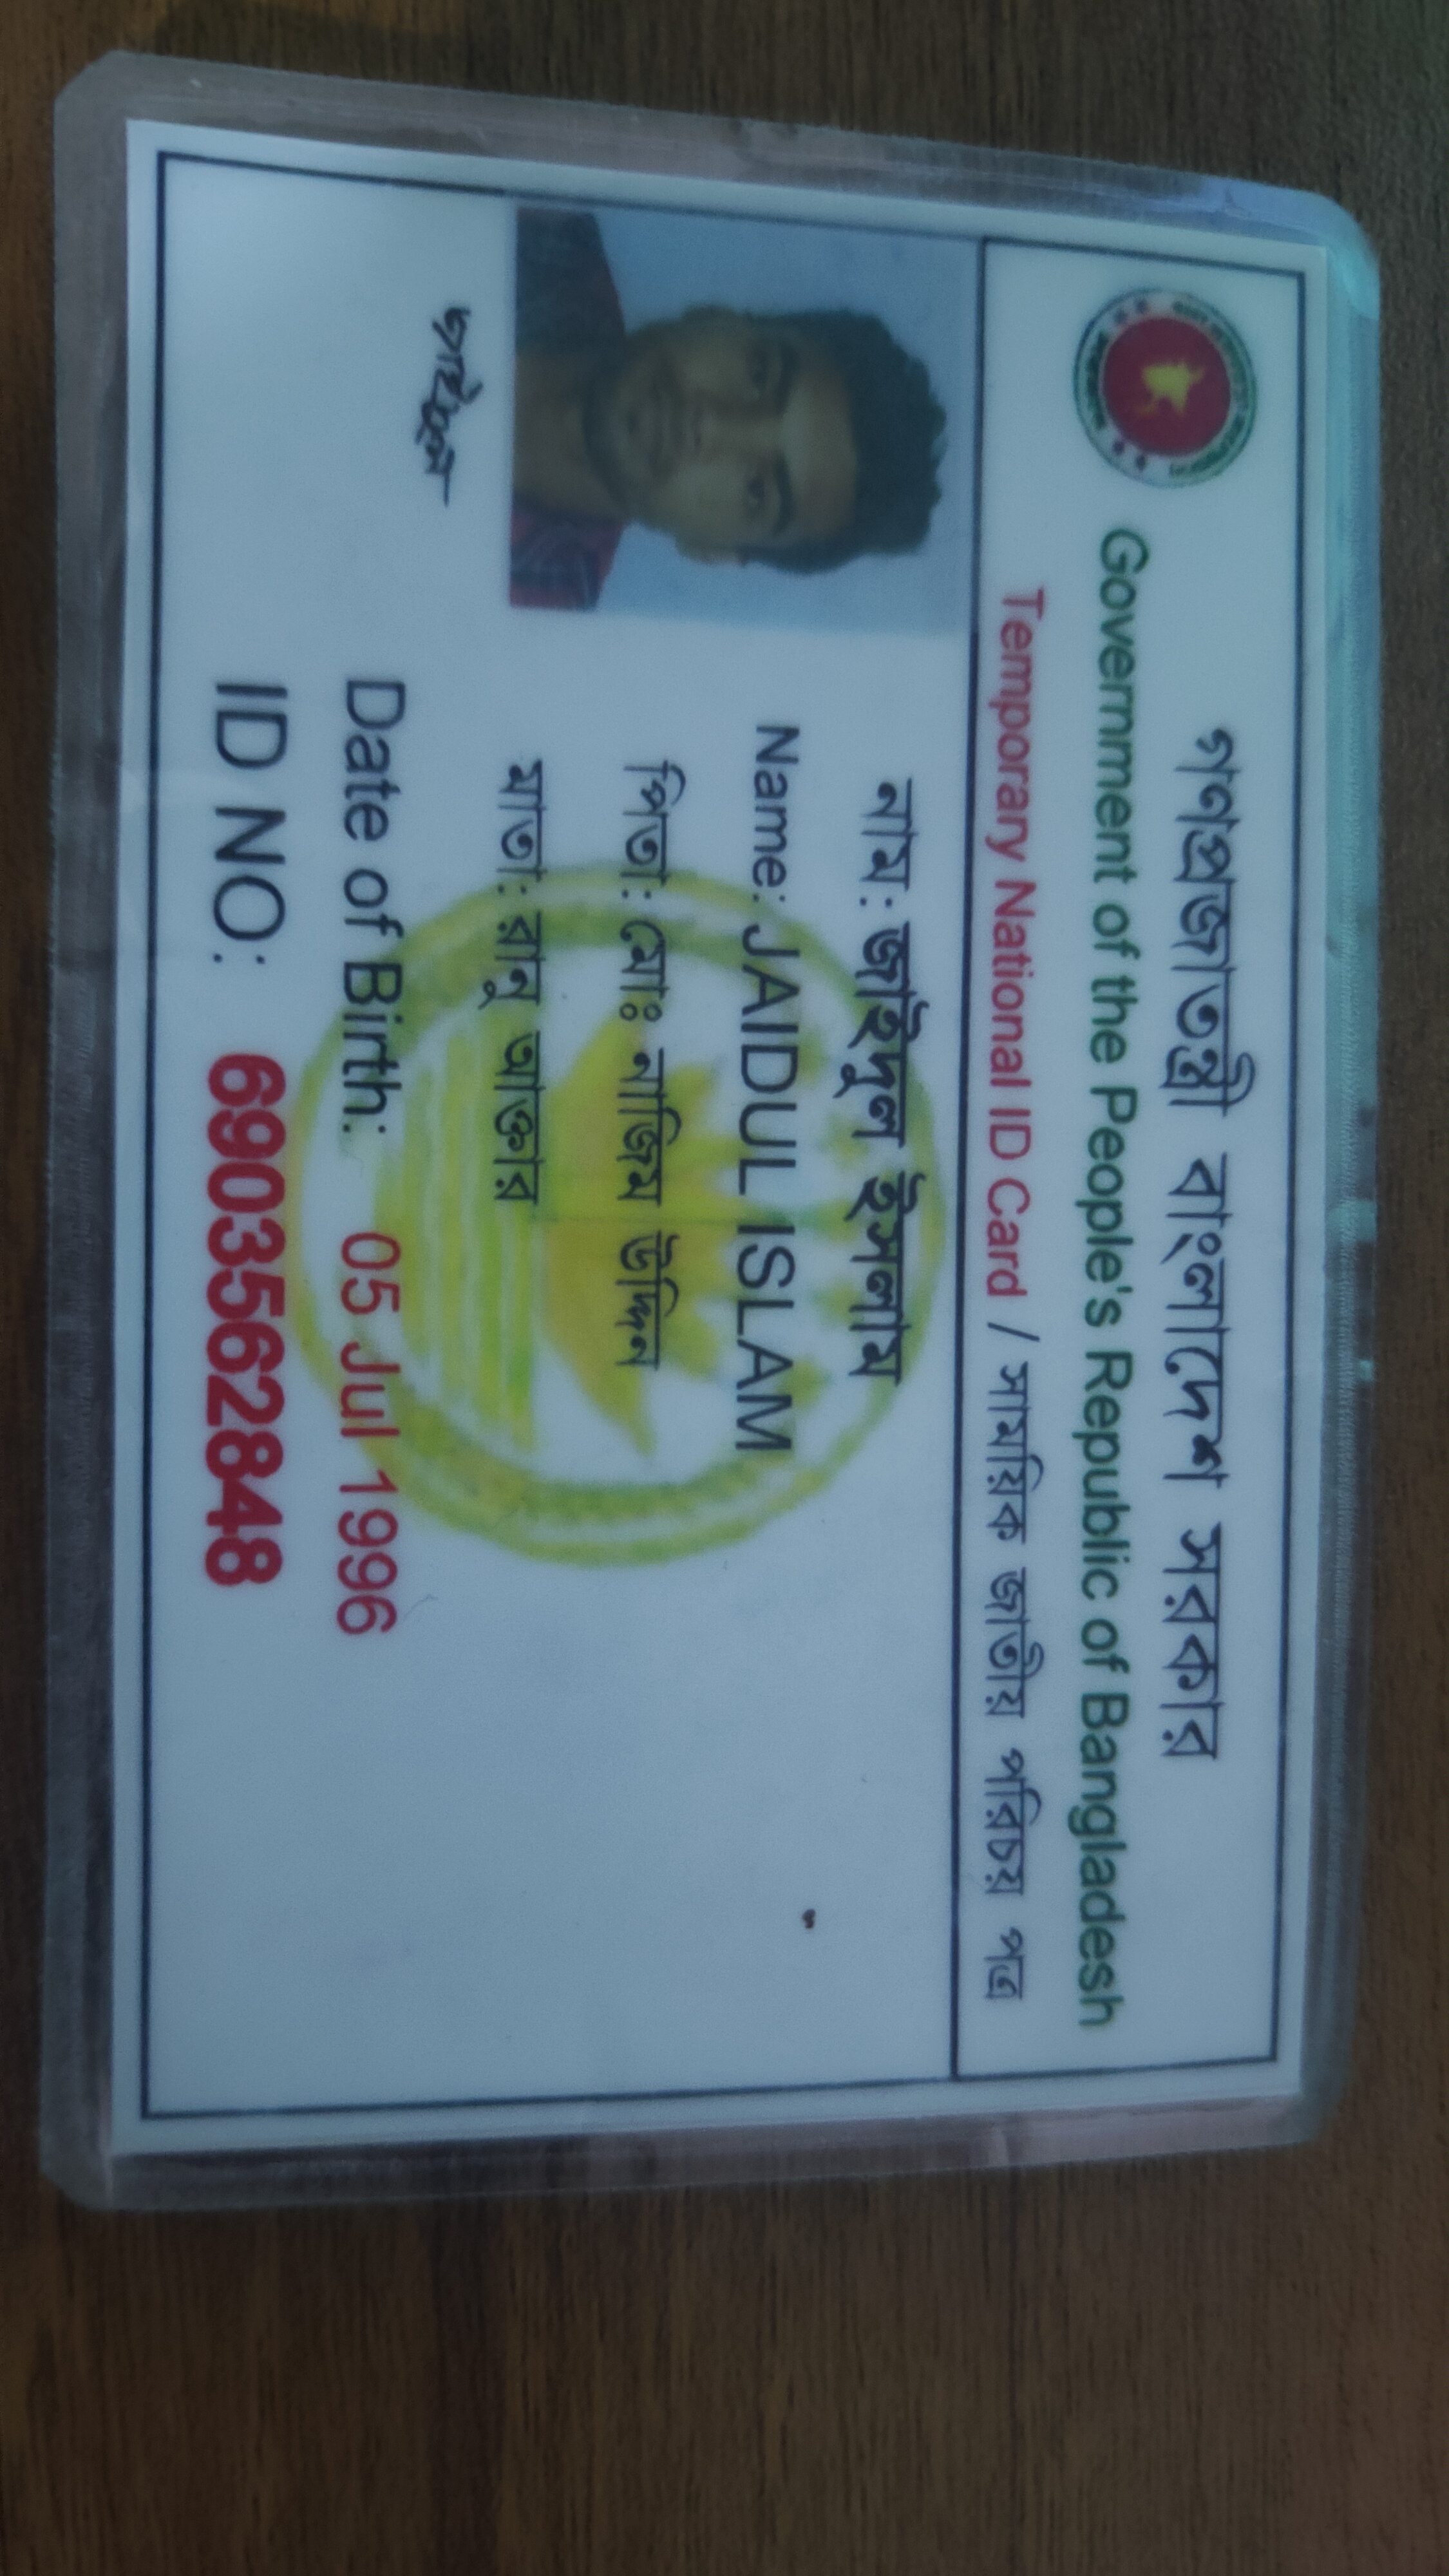 গণপ্রজাতন্ত্রী বাংলাদেশ সরকার
Government of the People's Republic of Bangladesh
Temporary National ID Card / সাময়িক জাতীয় পরিচয় পত্র
নাম: জাইদুল ইসলাম
Name: JAIDUL ISLAM
পিতা: মোঃ নাজিম উদ্দিন
মাতা: রানু আক্তার
Date of Birth: 05 Jul 1996
ID NO: 6903562848
জাইদুল